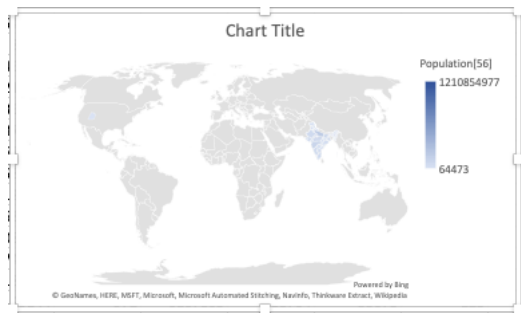 Chart Title
Population[56]
1210854977
64473
Powered by Bing
© GeoNames, HERE, MSFT, Microsoft, Microsoft Automated Stitching, Navinfo, Thinkware Extract, Wikipedia